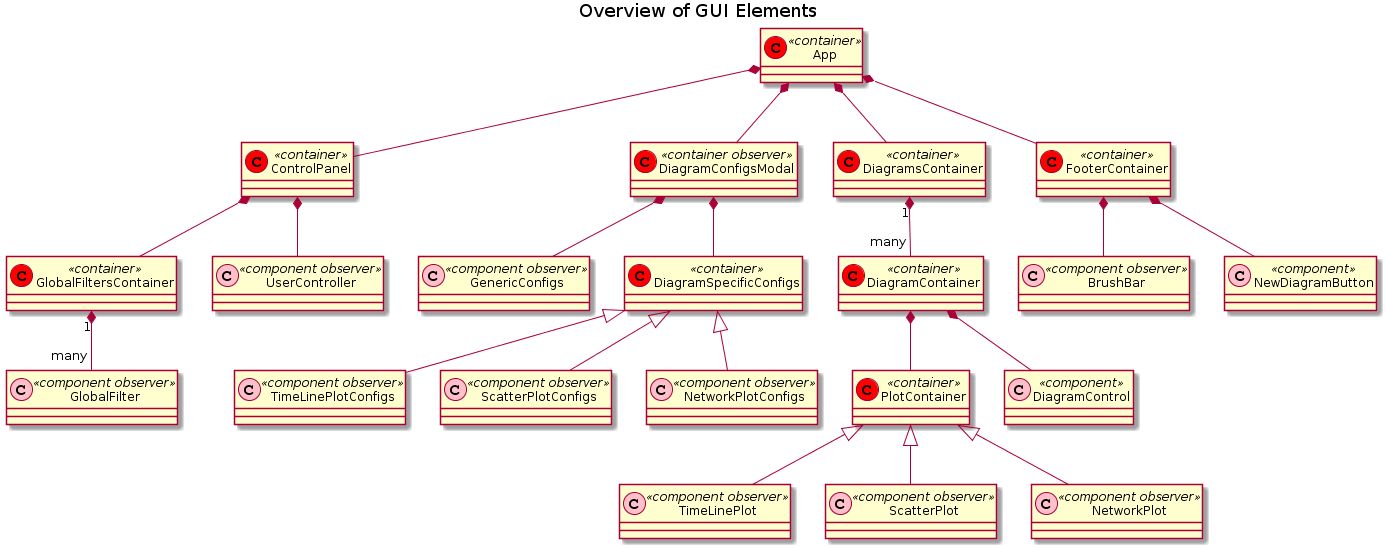 Overview of GUI Elements
C «container»
App
C «container»
ControlPanel
C «container observer»
DiagramConfigsModal
C «container»
DiagramsContainer
C «container»
FooterContainer
1
many
C «container»
GlobalFiltersContainer
C «component observer»
UserController
C «component observer»
GenericConfigs
C «container»
DiagramSpecificConfigs
C «container»
DiagramContainer
C «component observer»
BrushBar
C «component»
NewDiagramButton
1
many
C «component observer»
GlobalFilter
C «component observer»
TimeLinePlotConfigs
C «component observer»
ScatterPlotConfigs
C «component observer»
NetworkPlotConfigs
C «container»
PlotContainer
C «component»
DiagramControl
C «component observer»
TimeLinePlot
C «component observer»
ScatterPlot
C «component observer»
NetworkPlot